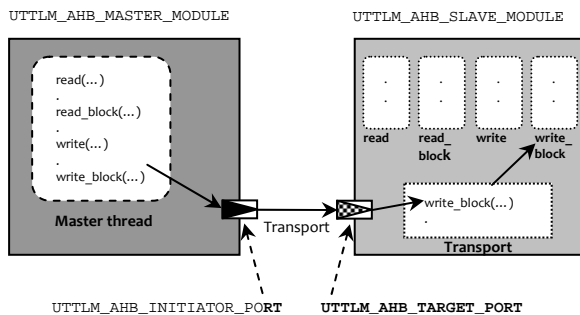 UTTLM_AHB_MASTER_MODULE
UTTLM_AHB_SLAVE_MODULE
read(...)
.
read_block(...)
.
write(...)
.
write_block(...)
Master thread
Transport
.
.
read
.
.
read_
block
.
.
write
.
.
write_
block
write_block(...)
.
Transport
UTTLM_AHB_INITIATOR_PORT
UTTLM_AHB_TARGET_PORT